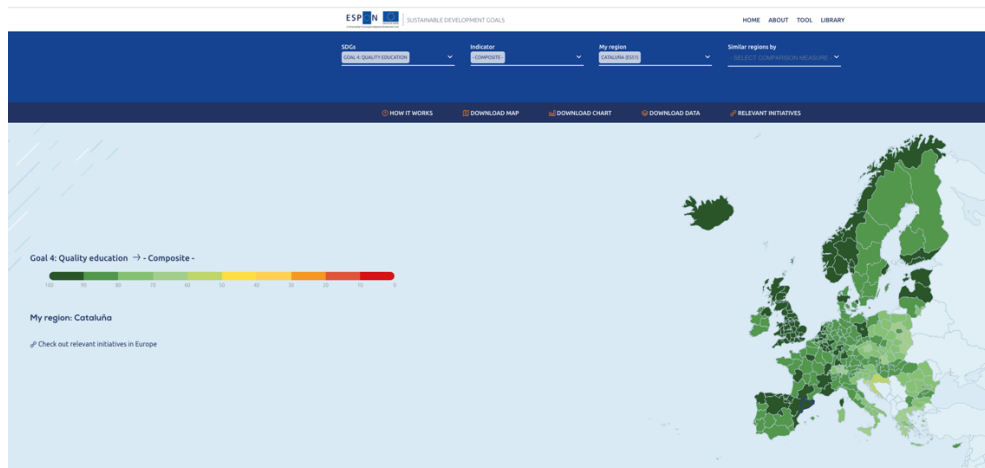 ESPON
SUSTAINABLE DEVELOPMENT GOALS
HOME ABOUT TOOL LIBRARY
SDGs Indicator My region Similar regions by
GOAL 4: QUALITY EDUCATION - COMPOSITE - CATALUÑA (ES51) - SELECT COMPARISON MEASURE -
HOW IT WORKS DOWNLOAD MAP DOWNLOAD CHART DOWNLOAD DATA RELEVANT INITIATIVES
Goal 4: Quality education → - Composite -
100 90 80 70 60 50 40 30 20 10 0
My region: Cataluña
Check out relevant initiatives in Europe